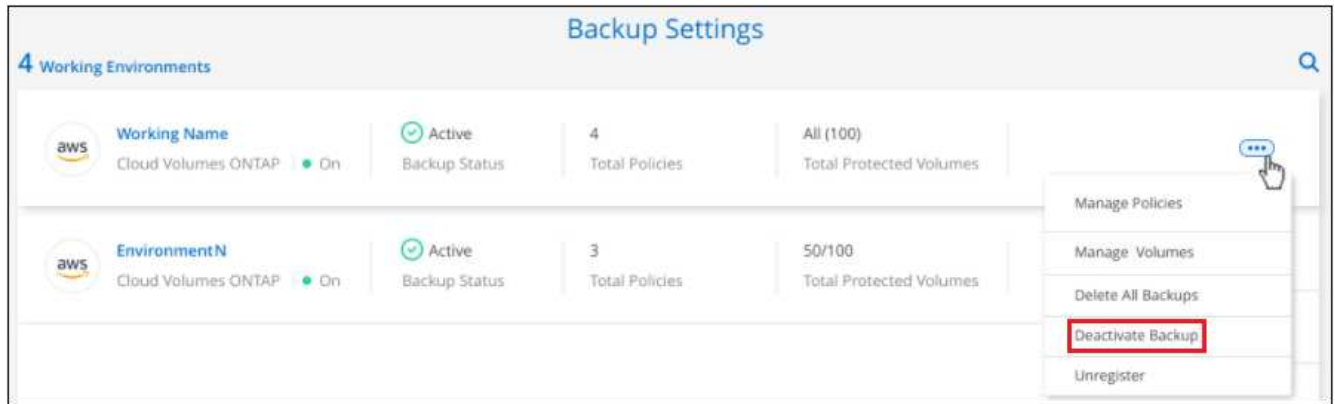 Backup Settings
4 Working Environments
aws
Working Name
Cloud Volumes ONTAP
On
Active
Backup Status
4
Total Policies
All (100)
Total Protected Volumes
Manage Policies
Manage Volumes
Delete All Backups
Deactivate Backup
Unregister
aws
EnvironmentN
Cloud Volumes ONTAP
On
Active
Backup Status
3
Total Policies
50/100
Total Protected Volumes